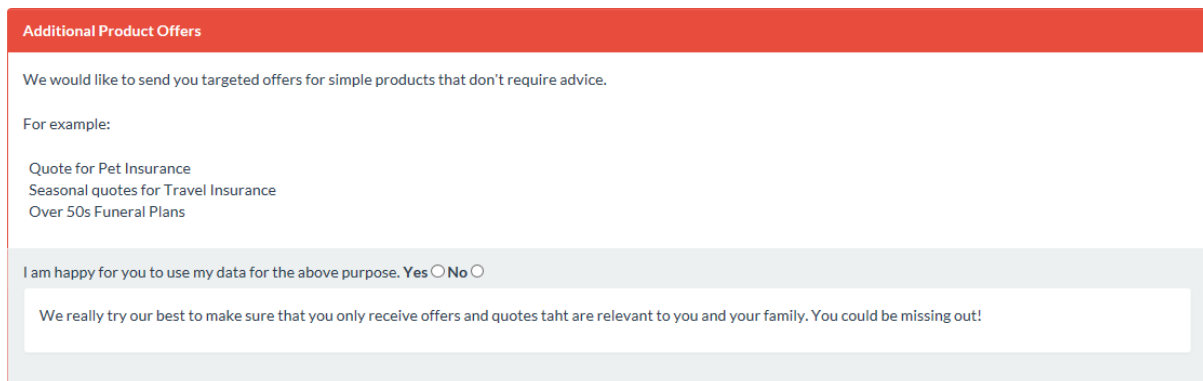 Additional Product Offers
We would like to send you targeted offers for simple products that don't require advice.
For example:
Quote for Pet Insurance
Seasonal quotes for Travel Insurance
Over 50s Funeral Plans
I am happy for you to use my data for the above purpose. Yes No
We really try our best to make sure that you only receive offers and quotes taht are relevant to you and your family. You could be missing out!